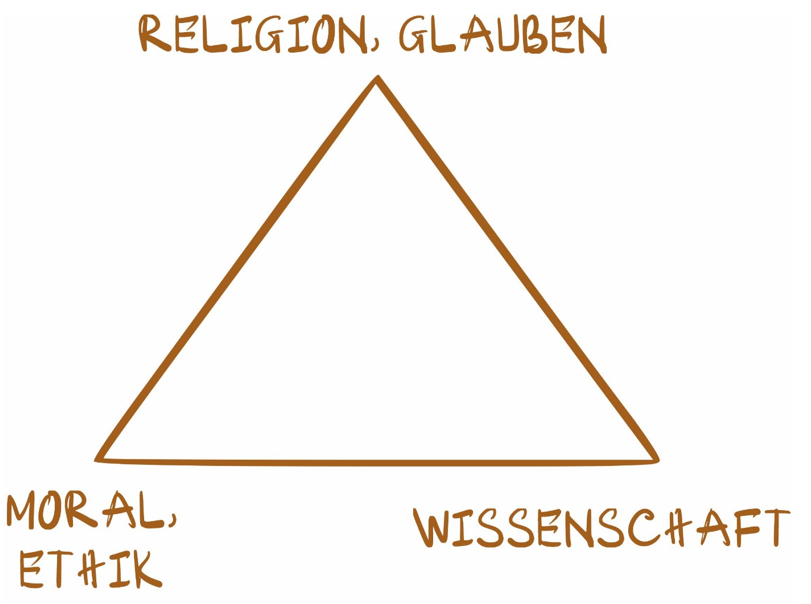 RELIGION, GLAUBEN
MORAL,
ETHIK
WISSENSCHAFT